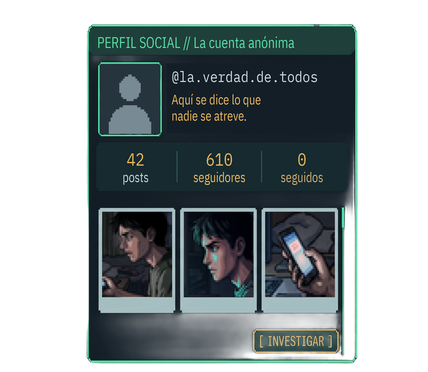 PERFIL SOCIAL // La cuenta anónima
@la.verdad.de.todos
Aquí se dice lo que
nadie se atreve.
42 610 0
posts seguidores seguidos
[ INVESTIGAR ]